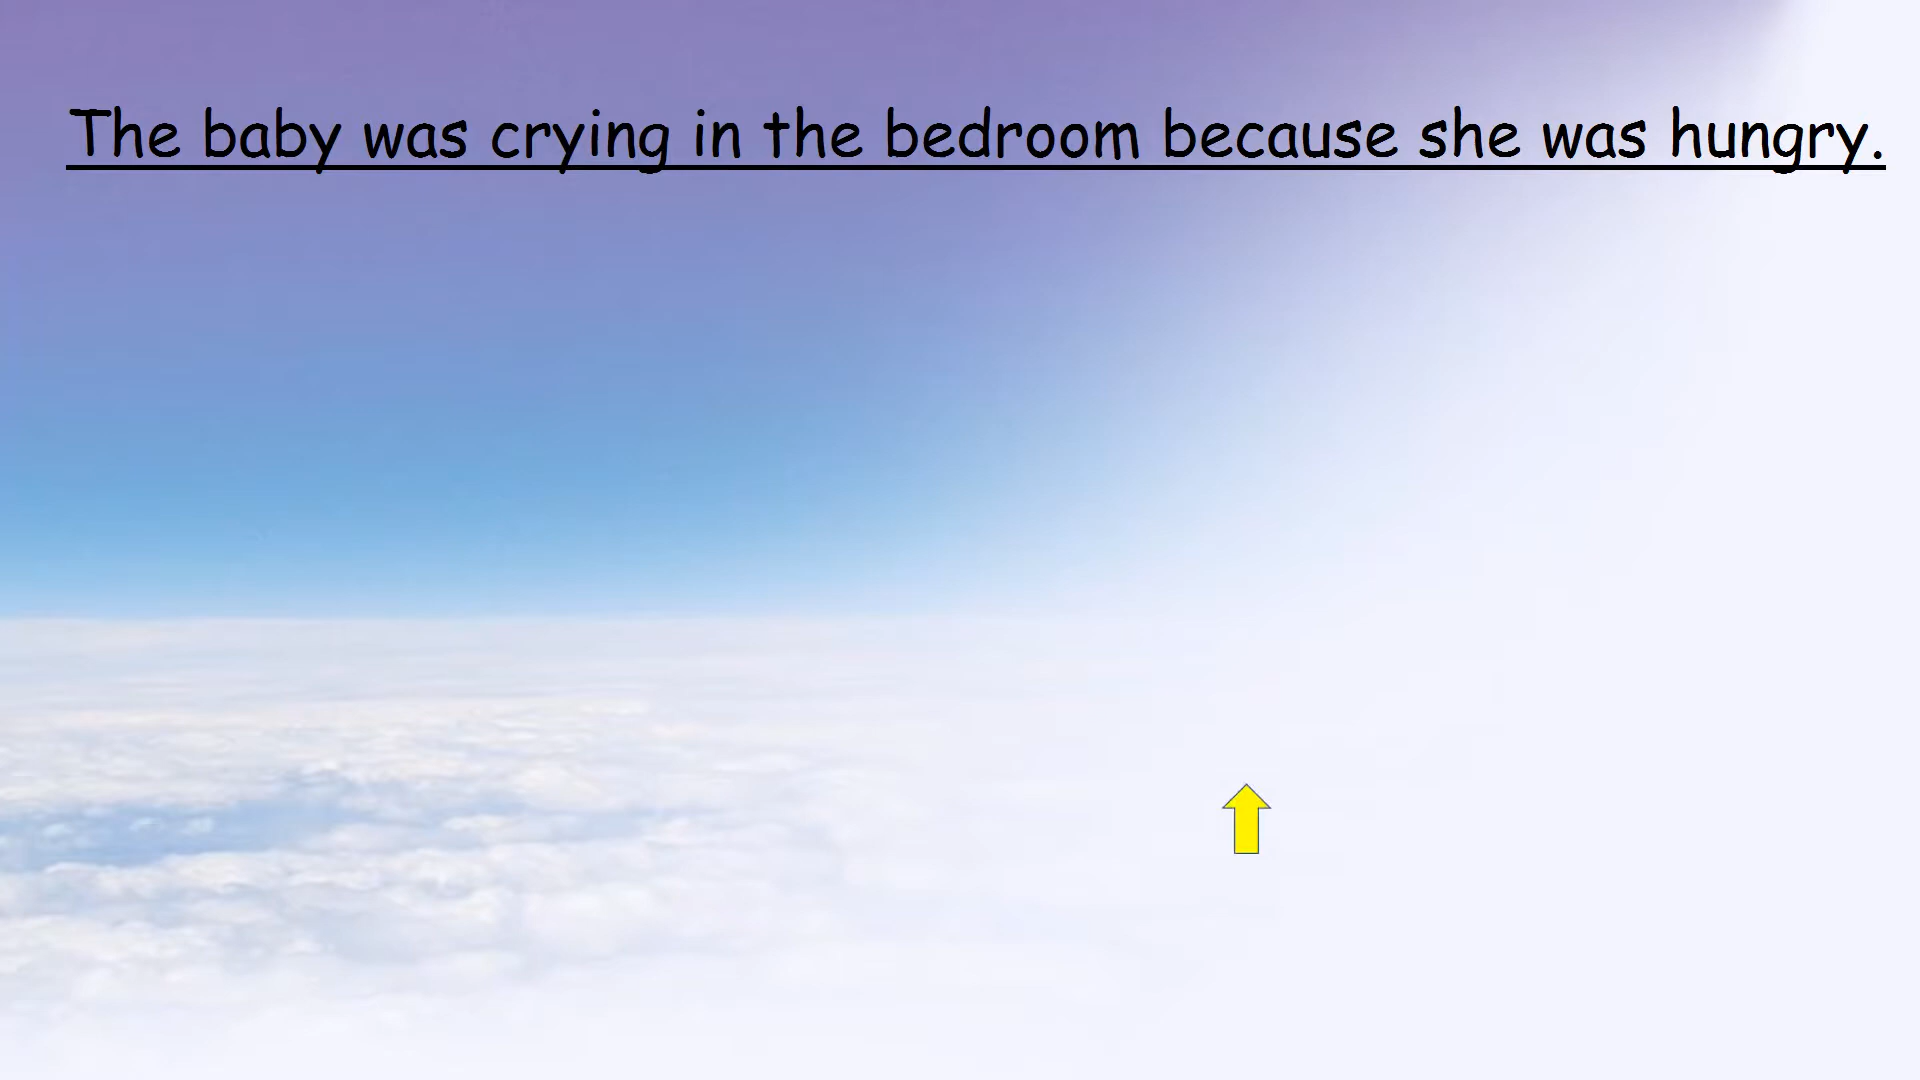 The baby was crying in the bedroom because she was hungry.